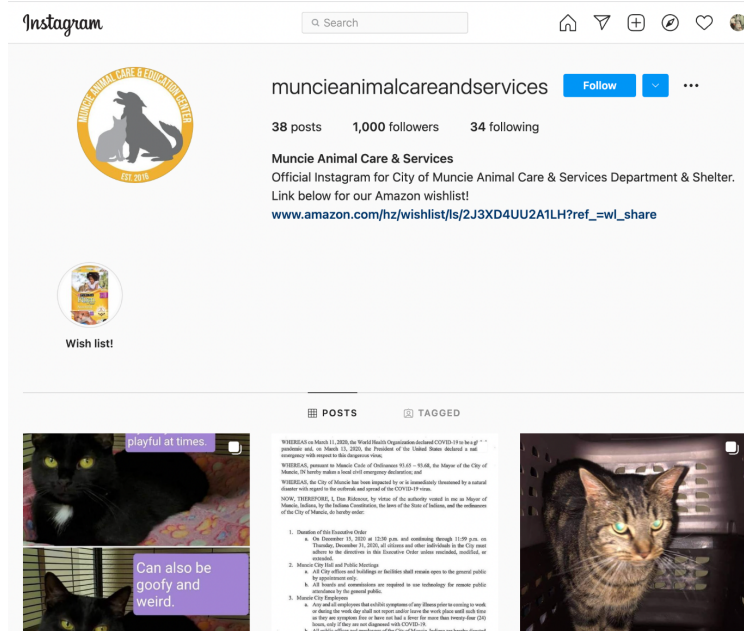 Instagram
Search
muncieanimalcareandservices
Follow
38 posts 1,000 followers 34 following
Muncie Animal Care & Services
Official Instagram for City of Muncie Animal Care & Services Department & Shelter.
Link below for our Amazon wishlist!
www.amazon.com/hz/wishlist/ls/2J3XD4UU2A1LH?ref_=wl_share
MUNCIE ANIMAL CARE & EDUCATION CENTER
EST. 2016
Wish list!
POSTS TAGGED
playful at times.
Can also be
goofy and
weird.
WHEREAS on March 11, 2020, the World Health Organization declared COVID-19 to be a
pandemic and, on March 13, 2020, the President of the United States declared a
emergency with respect to this dangerous virus;
WHEREAS, pursuant to Muncie Code of Ordinances 93.65 – 93.68, the Mayor of the City of
Muncie, IN hereby makes a local civil emergency declaration; and
WHEREAS, the City of Muncie has been impacted by or is immediately threatened by a natural
disaster with regard to the outbreak and spread of the COVID-19 virus.
NOW, THEREFORE, I, Dan Ridenour, by virtue of the authority vested in me as Mayor of
Muncie, Indiana, by the Indiana Constitution, the laws of the State of Indiana, and the ordinances
of the City of Muncie, do hereby order:
1. Duration of this Executive Order
a. On December 15, 2020 at 12:30 p.m. and continuing through 11:59 p.m. on
Thursday, December 31, 2020, all citizens and other individuals in the City must
adhere to the directives in this Executive Order unless rescinded, modified, or
extended.
2. Muncie City Hall and Public Meetings
a. All City offices and buildings or facilities shall remain open to the general public
by appointment only.
b. All boards and commissions are required to use technology for remote public
attendance by the general public.
3. Muncie City Employees
a. Any and all employees that exhibit symptoms of any illness prior to coming to work
or during the work day shall not report and/or leave the work place until such time
as they are symptom free or have not had a fever for more than twenty-four (24)
hours, only if they are not diagnosed with COVID-19.